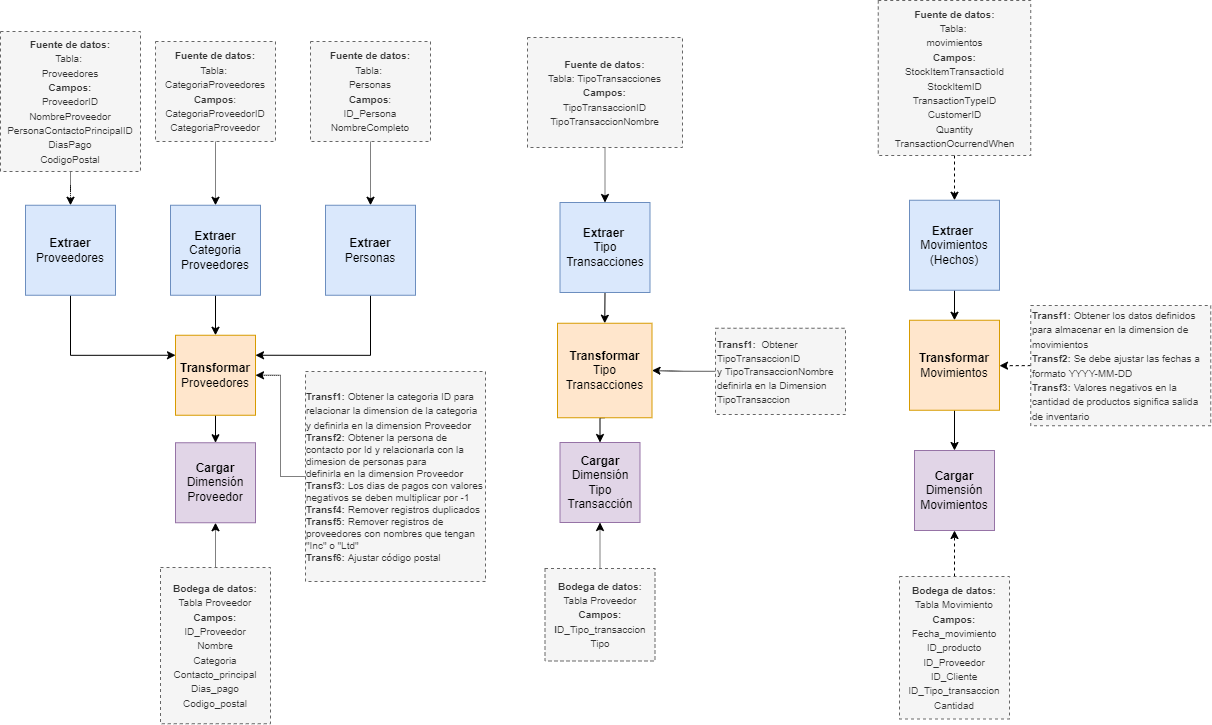 Fuente de datos:
Tabla:
Proveedores
Campos:
ProveedorID
NombreProveedor
PersonaContactoPrincipalID
DiasPago
CodigoPostal
Fuente de datos:
Tabla:
CategoriaProveedores
Campos:
CategoriaProveedorID
CategoriaProveedor
Fuente de datos:
Tabla:
Personas
Campos:
ID_Persona
NombreCompleto
Extraer
Proveedores
Extraer
Categoria
Proveedores
Extraer
Personas
Transformar
Proveedores
Transf1: Obtener la categoria ID para
relacionar la dimension de la categoria
y definirla en la dimension Proveedor
Transf2: Obtener la persona de
contacto por Id y relacionarla con la
dimesion de personas para
definirla en la dimension Proveedor
Transf3: Los dias de pagos con valores
negativos se deben multiplicar por -1
Transf4: Remover registros duplicados
Transf5: Remover registros de
proveedores con nombres que tengan
"Inc" o "Ltd"
Transf6: Ajustar código postal
Cargar
Dimensión
Proveedor
Bodega de datos:
Tabla Proveedor
Campos:
ID_Proveedor
Nombre
Categoria
Contacto_principal
Dias_pago
Codigo_postal
Fuente de datos:
Tabla: TipoTransacciones
Campos:
TipoTransaccionID
TipoTransaccionNombre
Extraer
Tipo
Transacciones
Transformar
Tipo
Transacciones
Transf1: Obtener
TipoTransaccionID
y TipoTransaccionNombre
definirla en la Dimension
TipoTransaccion
Cargar
Dimensión
Tipo
Transacción
Bodega de datos:
Tabla Proveedor
Campos:
ID_Tipo_transaccion
Tipo
Fuente de datos:
Tabla:
movimientos
Campos:
StockItemTransactioId
StockItemID
TransactionTypeID
CustomerID
Quantity
TransactionOcurrendWhen
Extraer
Movimientos
(Hechos)
Transformar
Movimientos
Transf1: Obtener los datos definidos
para almacenar en la dimension de
movimientos
Transf2: Se debe ajustar las fechas a
formato YYYY-MM-DD
Transf3: Valores negativos en la
cantidad de productos significa salida
de inventario
Cargar
Dimensión
Movimientos
Bodega de datos:
Tabla Movimiento
Campos:
Fecha_movimiento
ID_producto
ID_Proveedor
ID_Cliente
ID_Tipo_transaccion
Cantidad